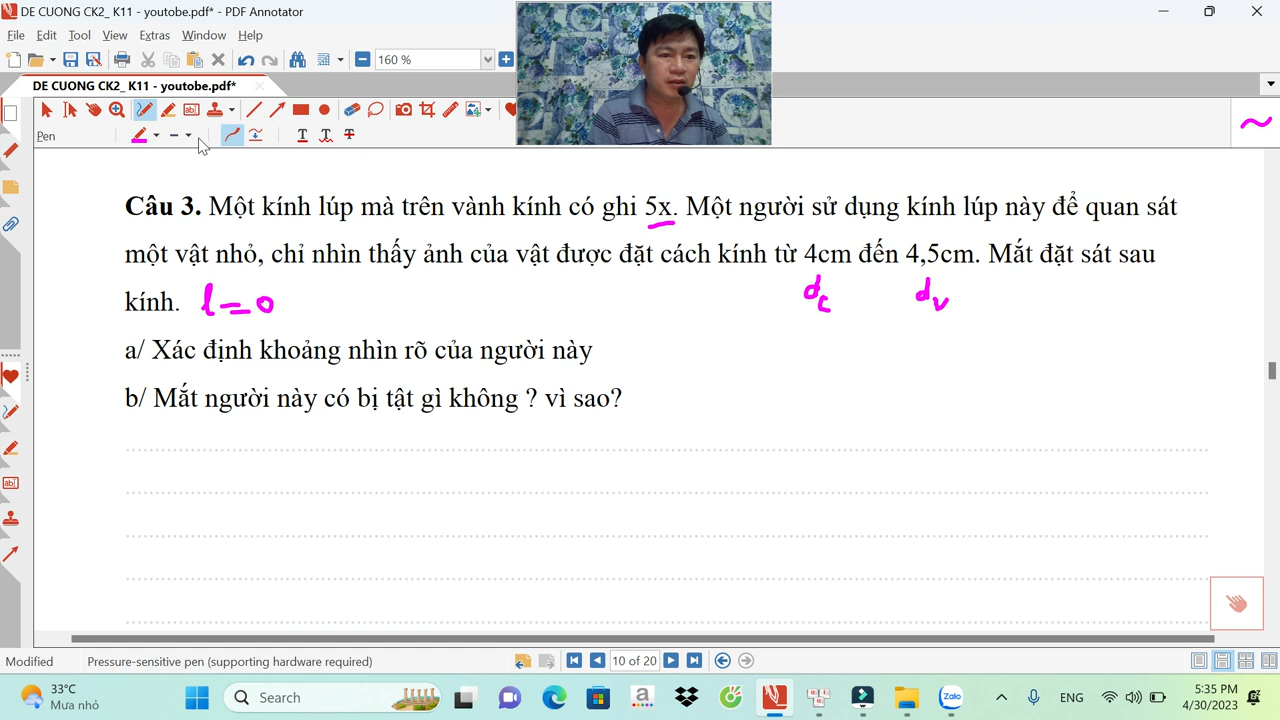 DE CUONG CK2_ K11 - youtobe.pdf* - PDF Annotator
File Edit Tool View Extras Window Help
160 %
DE CUONG CK2_ K11 - youtobe.pdf*
Pen
Câu 3. Một kính lúp mà trên vành kính có ghi 5x. Một người sử dụng kính lúp này để quan sát
một vật nhỏ, chỉ nhìn thấy ảnh của vật được đặt cách kính từ 4cm đến 4,5cm. Mắt đặt sát sau
kính. l = 0 dc dv
a/ Xác định khoảng nhìn rõ của người này
b/ Mắt người này có bị tật gì không ? vì sao?
Modified Pressure-sensitive pen (supporting hardware required) 10 of 20
33°C
Mưa nhỏ
Search
Zalo
ENG
5:35 PM
4/30/2023